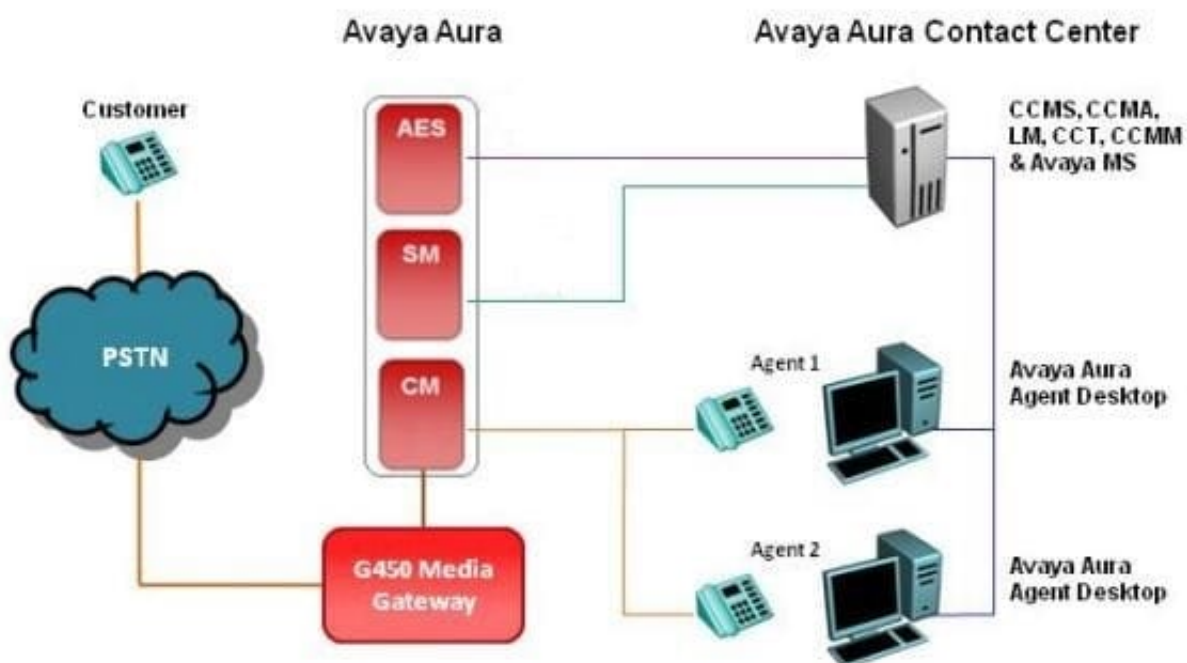 Avaya Aura
Avaya Aura Contact Center
Customer
AES
CCMS, CCMA,
LM, CCT, CCMM
& Avaya MS
SM
PSTN
CM
Agent 1
Avaya Aura
Agent Desktop
G450 Media
Gateway
Agent 2
Avaya Aura
Agent Desktop